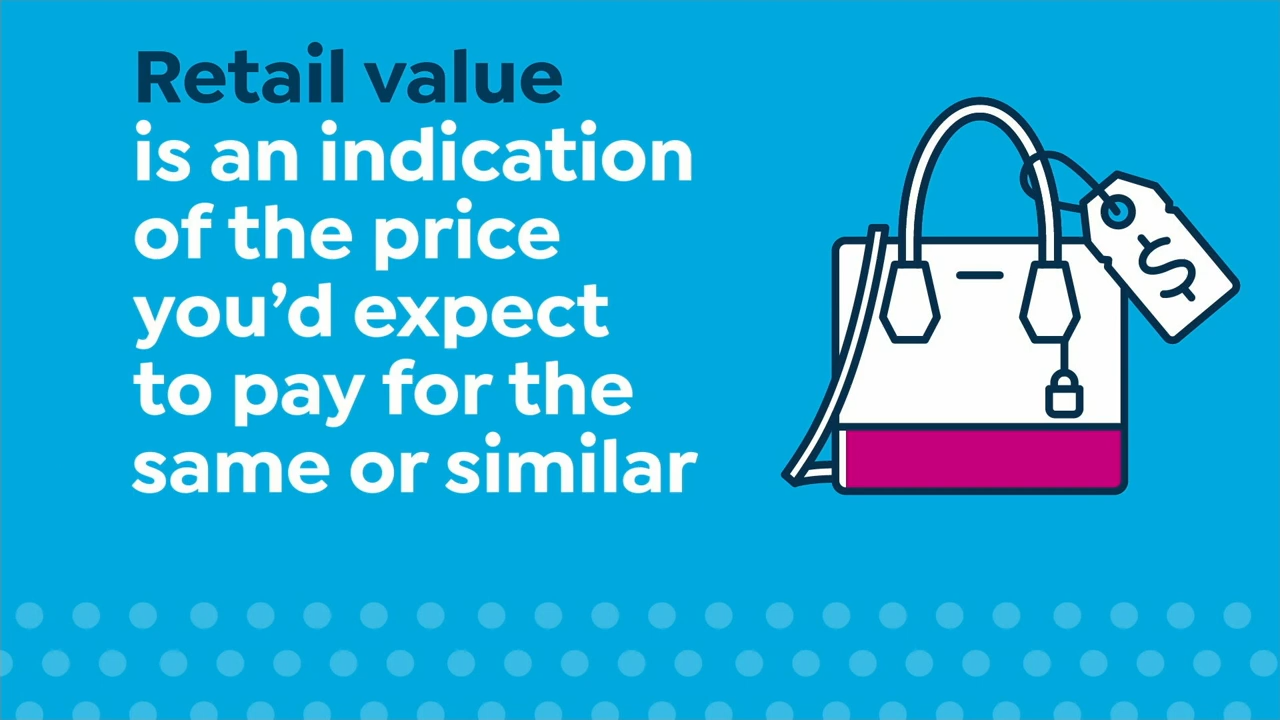 Retail value
is an indication
of the price
you’d expect
to pay for the
same or similar
$